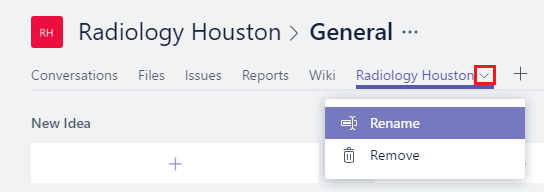 RH Radiology Houston > General ...
Conversations Files Issues Reports Wiki Radiology Houston +
New Idea
Rename
+
Remove